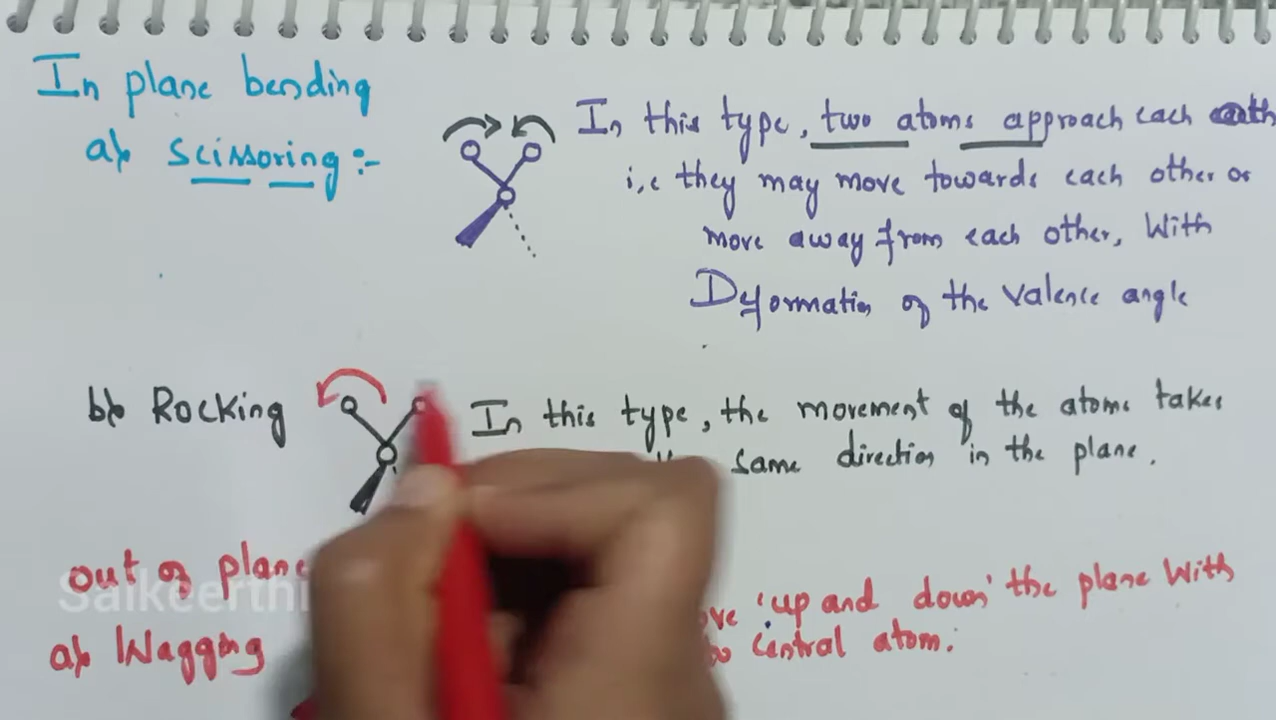 In plane bending
a) Scissoring :-
In this type, two atoms approach each
i,e they may move towards each other or
move away from each other, With
Deformation of the valence angle
b) Rocking
In this type, the movement of the atoms takes
same direction in the plane.
out of plane
Saikeerthi
'up and down' the plane With
a) Wagging
central atom.